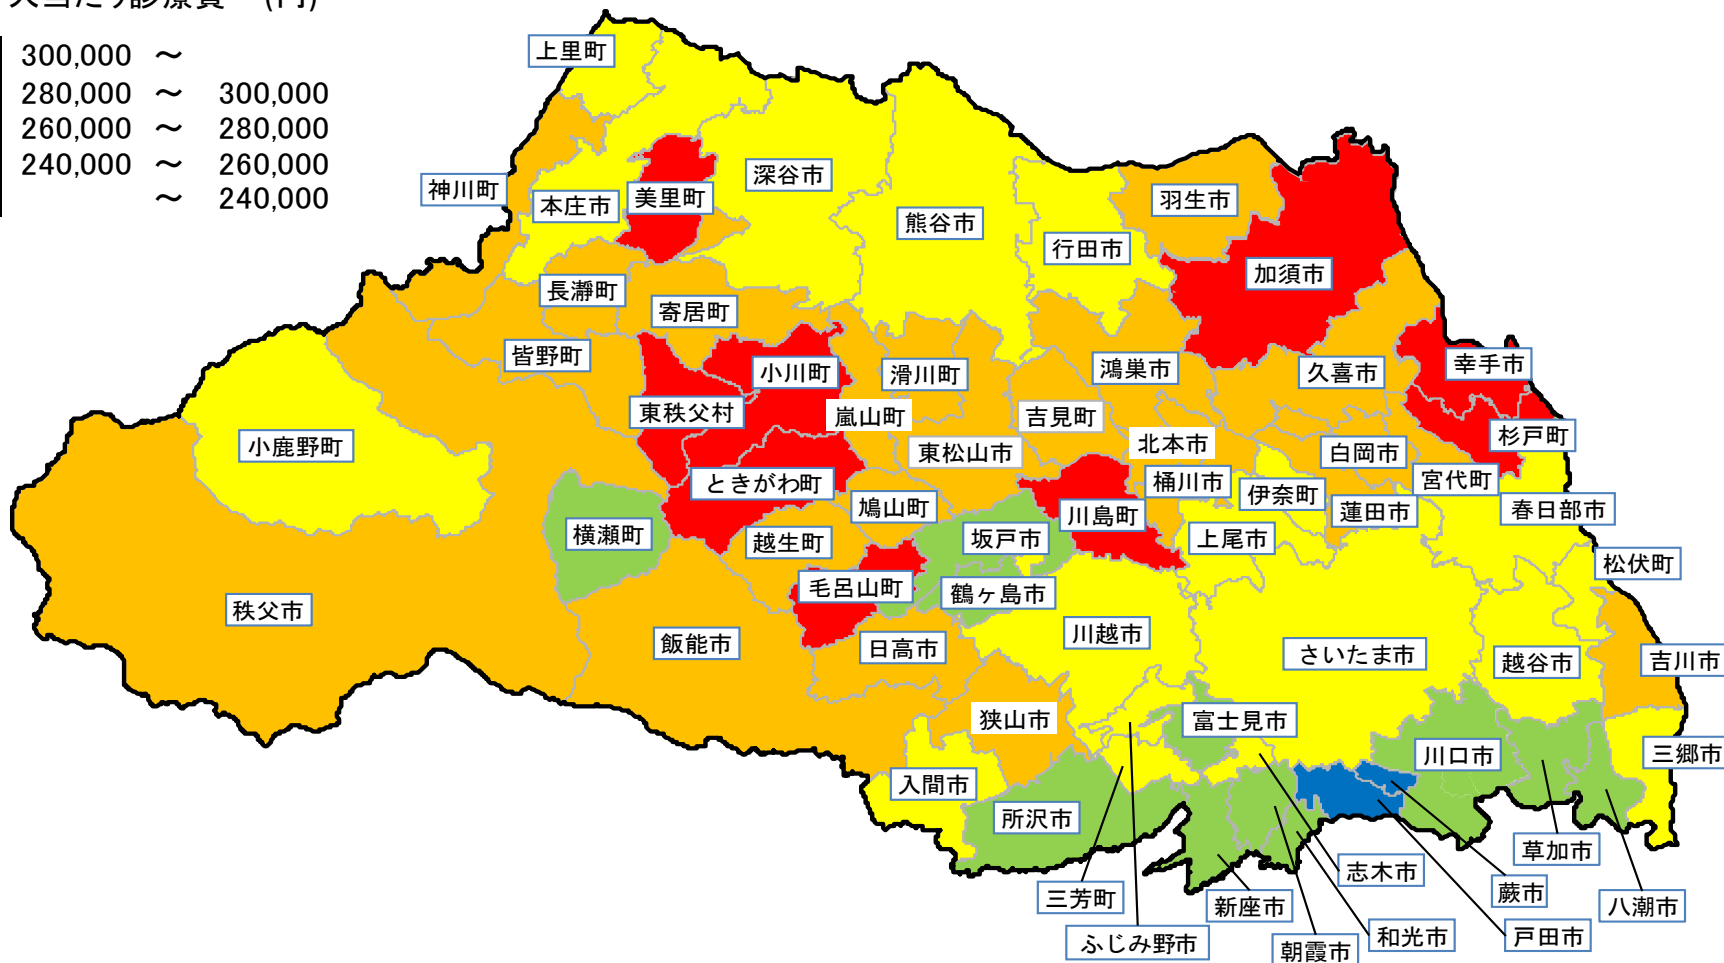 人当たり診療費 (円)
300,000 ～
280,000 ～ 300,000
260,000 ～ 280,000
240,000 ～ 260,000
～ 240,000
上里町
神川町
本庄市
美里町
深谷市
熊谷市
行田市
羽生市
加須市
長瀞町
寄居町
皆野町
小川町
滑川町
鴻巣市
久喜市
幸手市
東秩父村
嵐山町
吉見町
北本市
白岡市
杉戸町
小鹿野町
東松山市
ときがわ町
鳩山町
桶川市
伊奈町
宮代町
蓮田市
春日部市
横瀬町
越生町
坂戸市
川島町
上尾市
松伏町
毛呂山町
鶴ヶ島市
秩父市
飯能市
日高市
川越市
さいたま市
越谷市
吉川市
狭山市
富士見市
川口市
三郷市
入間市
所沢市
草加市
志木市
三芳町
新座市
蕨市
八潮市
ふじみ野市
朝霞市
和光市
戸田市